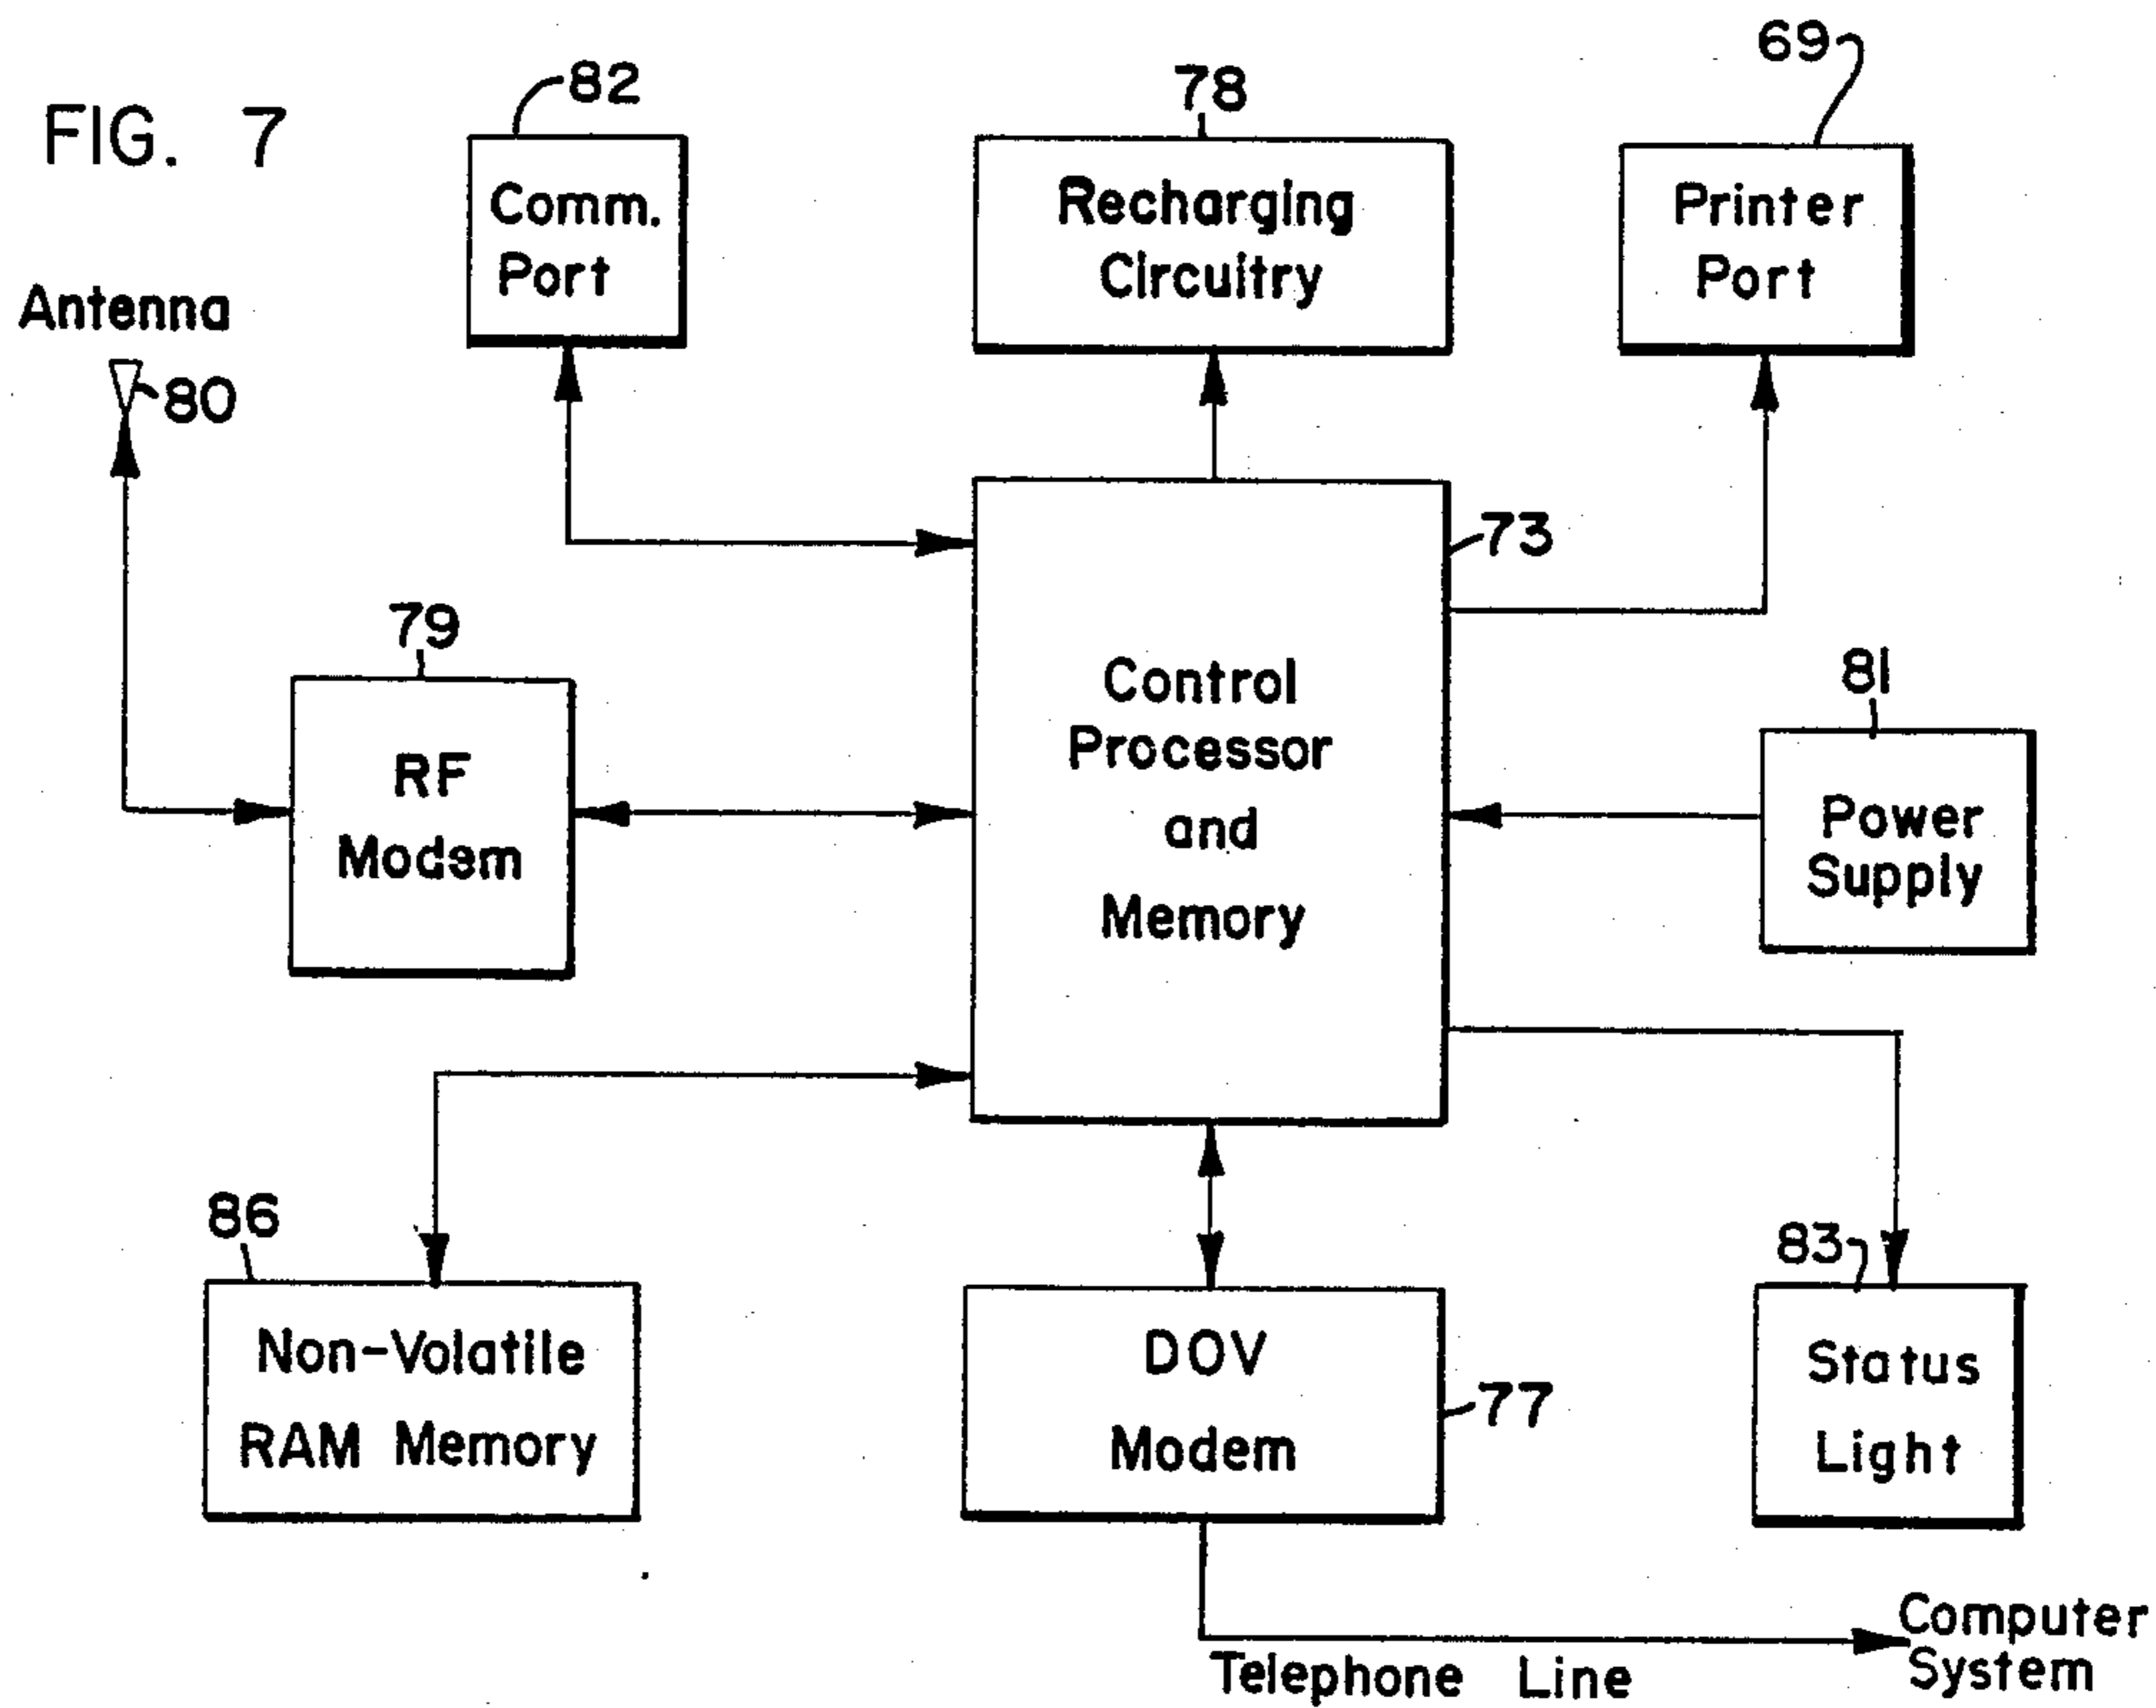 FIG. 7
82
Comm.
Port
78
Recharging
Circuitry
69
Printer
Port
Antenna
80
73
Control
Processor
and
Memory
79
RF
Modem
81
Power
Supply
86
Non-Volatile
RAM Memory
DOV
Modem
77
83
Status
Light
Telephone Line
Computer
System